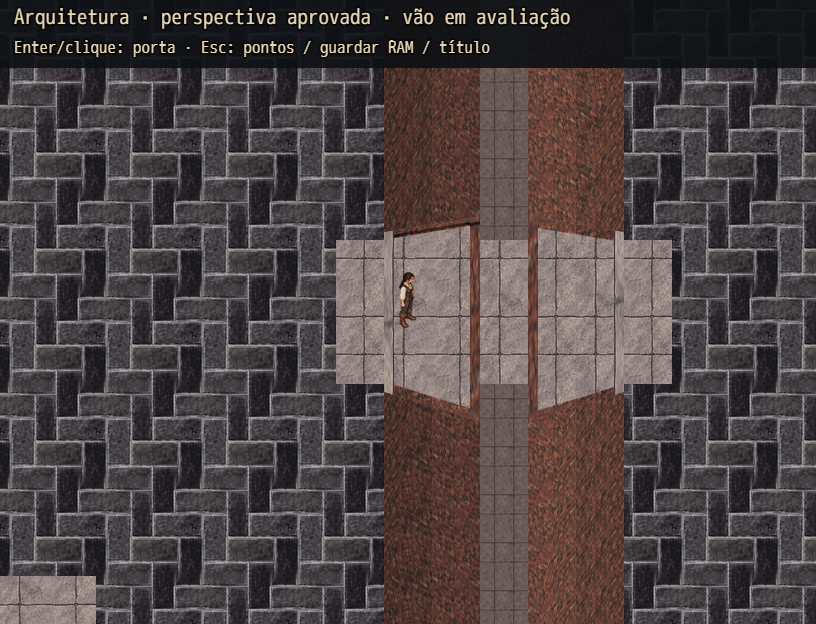 Arquitetura · perspectiva aprovada · vão em avaliação
Enter/clique: porta · Esc: pontos / guardar RAM / título